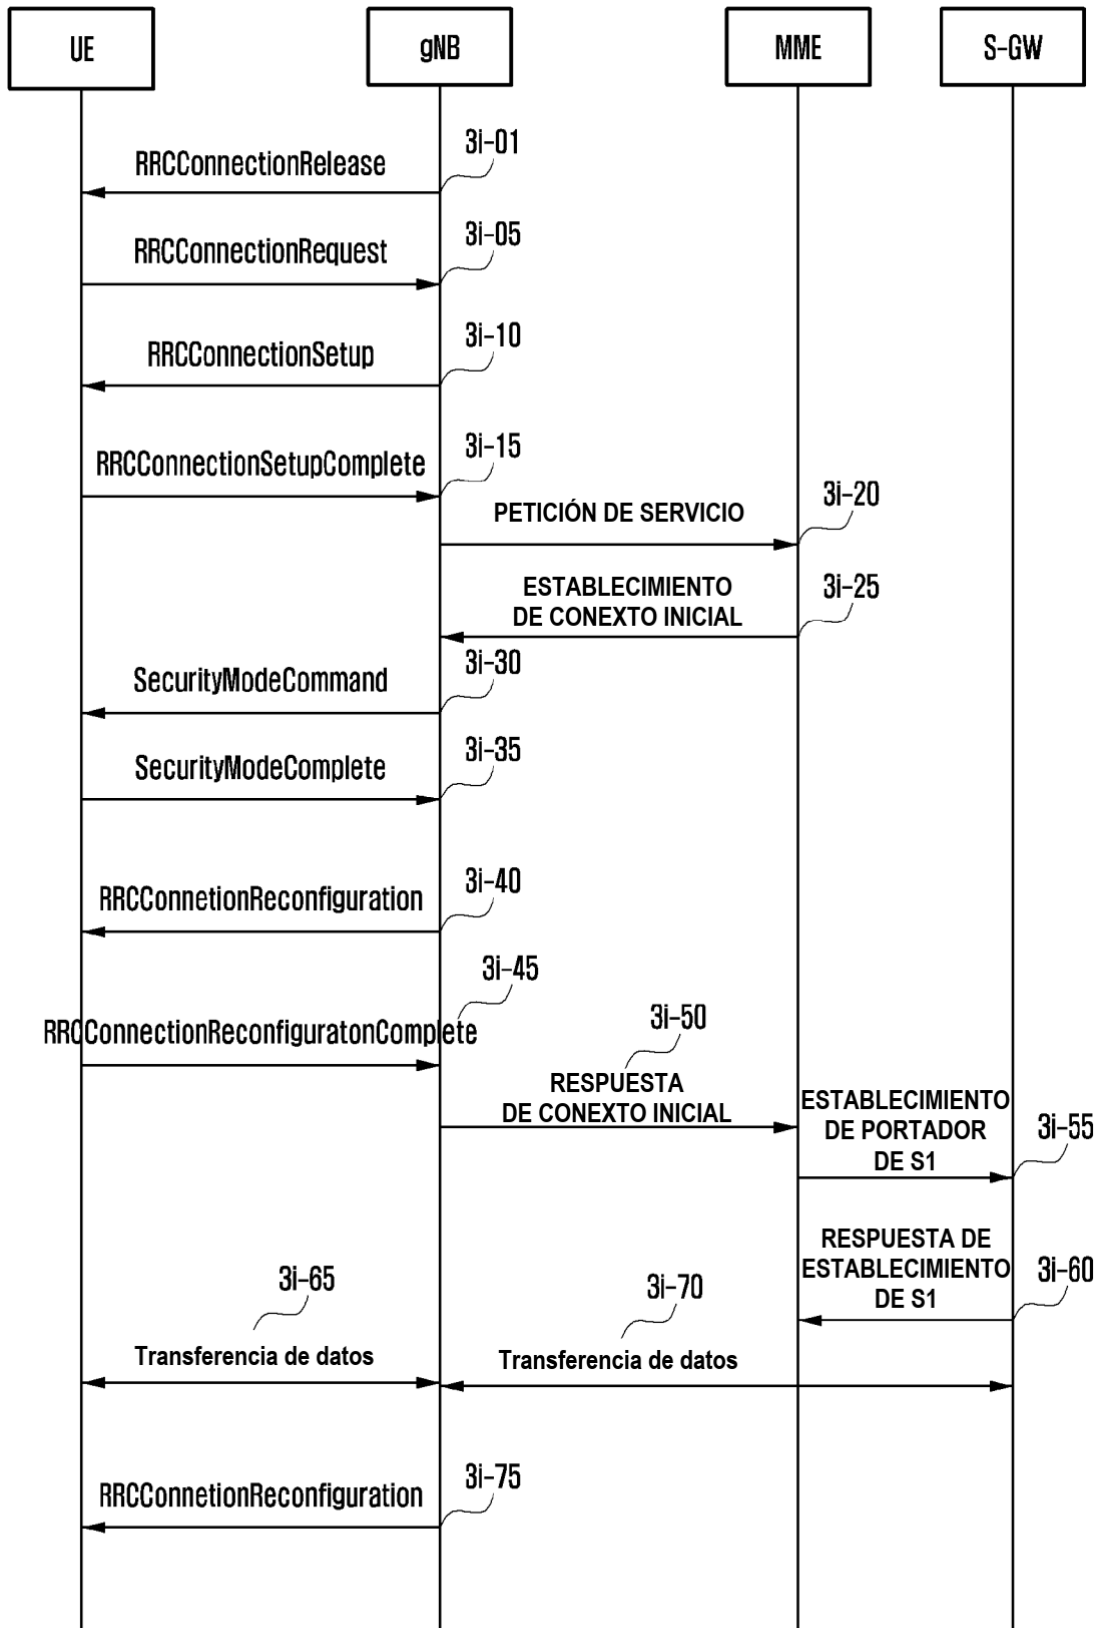 UE
gNB
MME
S-GW
3i-01
RRCConnectionRelease
3i-05
RRCConnectionRequest
3i-10
RRCConnectionSetup
3i-15
RRCConnectionSetupComplete
3i-20
PETICIÓN DE SERVICIO
3i-25
ESTABLECIMIENTO
DE CONEXTO INICIAL
3i-30
SecurityModeCommand
3i-35
SecurityModeComplete
3i-40
RRCConnetionReconfiguration
3i-45
RRCConnectionReconfiguratonComplete
3i-50
RESPUESTA
DE CONEXTO INICIAL
ESTABLECIMIENTO
DE PORTADOR
DE S1
3i-55
RESPUESTA DE
ESTABLECIMIENTO
DE S1
3i-60
3i-65
Transferencia de datos
3i-70
Transferencia de datos
3i-75
RRCConnetionReconfiguration